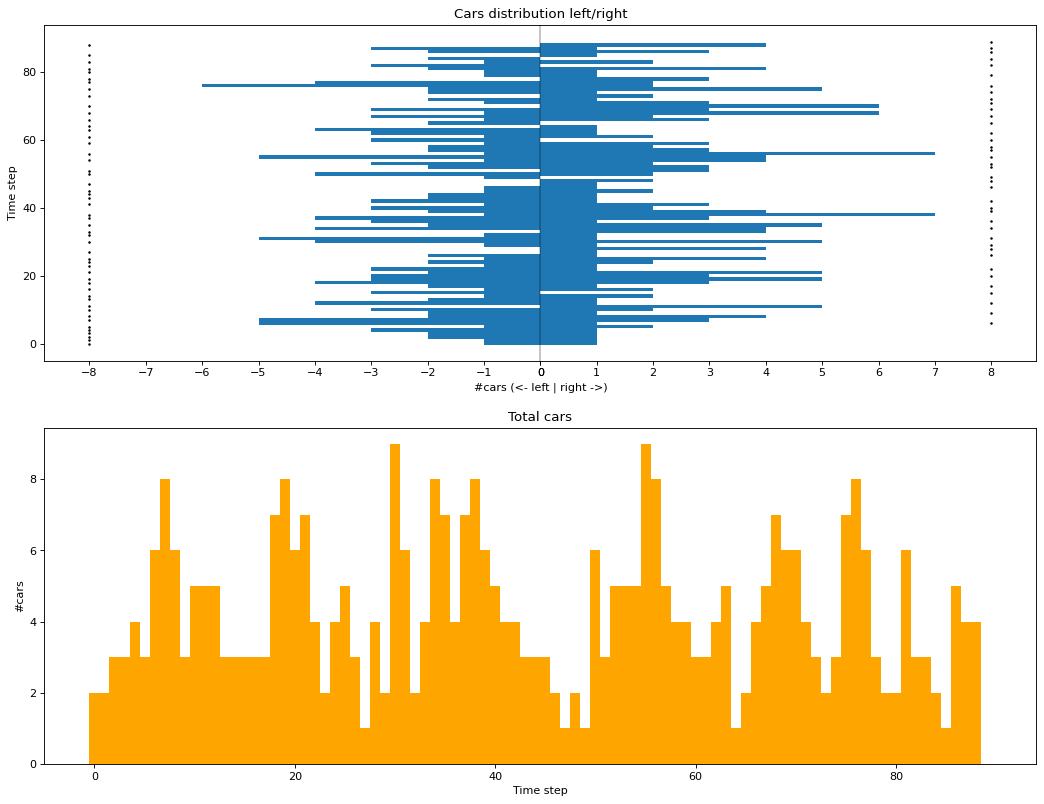 Cars distribution left/right
80
60
40
20
0
Time step
−8 −7 −6 −5 −4 −3 −2 −1 0 1 2 3 4 5 6 7 8
#cars (<- left | right ->)
Total cars
8
6
4
2
0
#cars
0 20 40 60 80
Time step